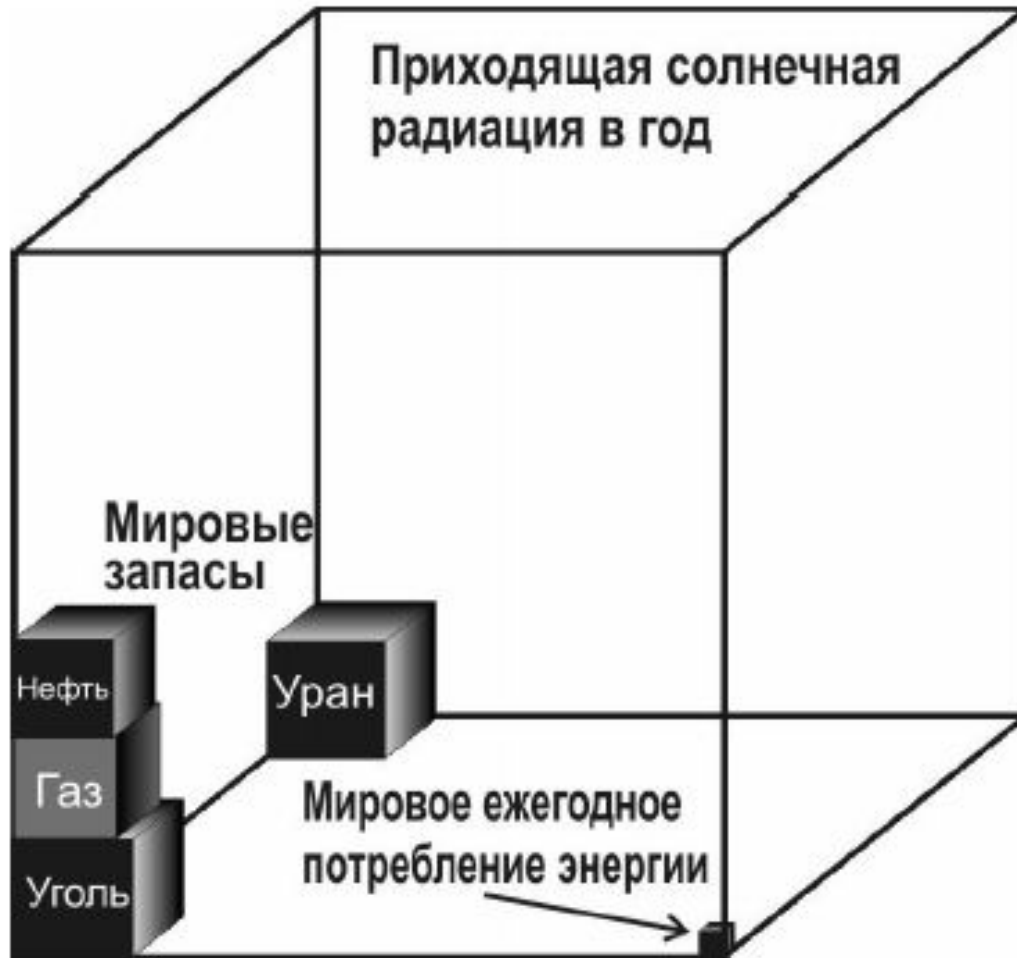 Приходящая солнечная
радиация в год
Мировые
запасы
Нефть
Уран
Газ
Мировое ежегодное
потребление энергии
Уголь